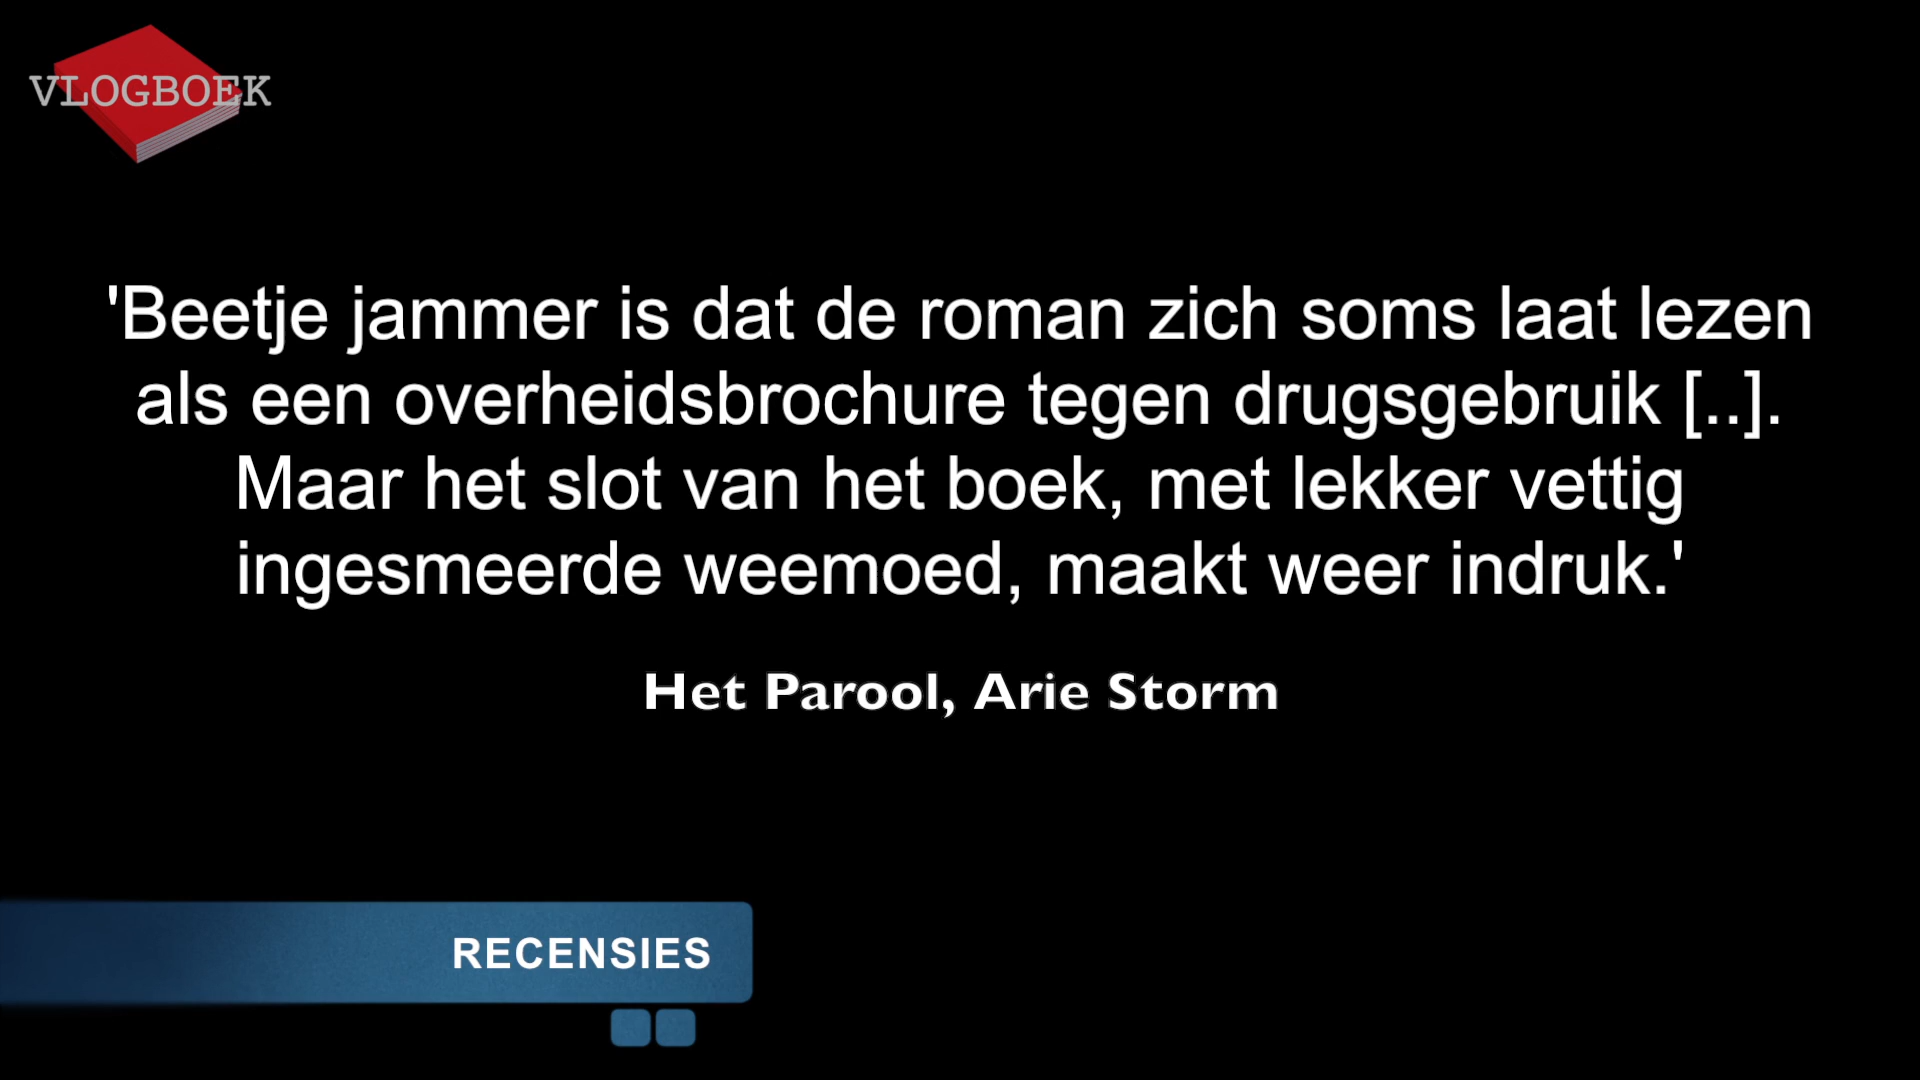 VLOGBOEK
'Beetje jammer is dat de roman zich soms laat lezen
als een overheidsbrochure tegen drugsgebruik [..].
Maar het slot van het boek, met lekker vettig
ingesmeerde weemoed, maakt weer indruk.'
Het Parool, Arie Storm
RECENSIES